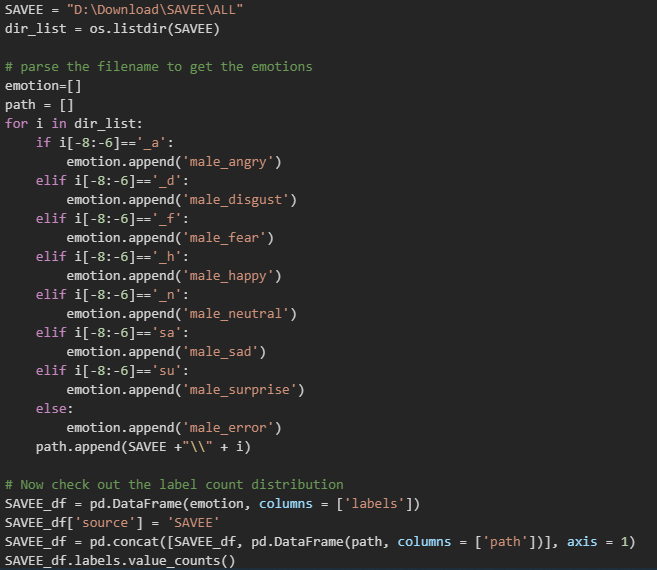 SAVEE = "D:\Download\SAVEE\ALL"
dir_list = os.listdir(SAVEE)

# parse the filename to get the emotions
emotion=[]
path = []
for i in dir_list:
    if i[-8:-6]=='_a':
        emotion.append('male_angry')
    elif i[-8:-6]=='_d':
        emotion.append('male_disgust')
    elif i[-8:-6]=='_f':
        emotion.append('male_fear')
    elif i[-8:-6]=='_h':
        emotion.append('male_happy')
    elif i[-8:-6]=='_n':
        emotion.append('male_neutral')
    elif i[-8:-6]=='sa':
        emotion.append('male_sad')
    elif i[-8:-6]=='su':
        emotion.append('male_surprise')
    else:
        emotion.append('male_error')
    path.append(SAVEE +"\\" + i)

# Now check out the label count distribution
SAVEE_df = pd.DataFrame(emotion, columns = ['labels'])
SAVEE_df['source'] = 'SAVEE'
SAVEE_df = pd.concat([SAVEE_df, pd.DataFrame(path, columns = ['path'])], axis = 1)
SAVEE_df.labels.value_counts()